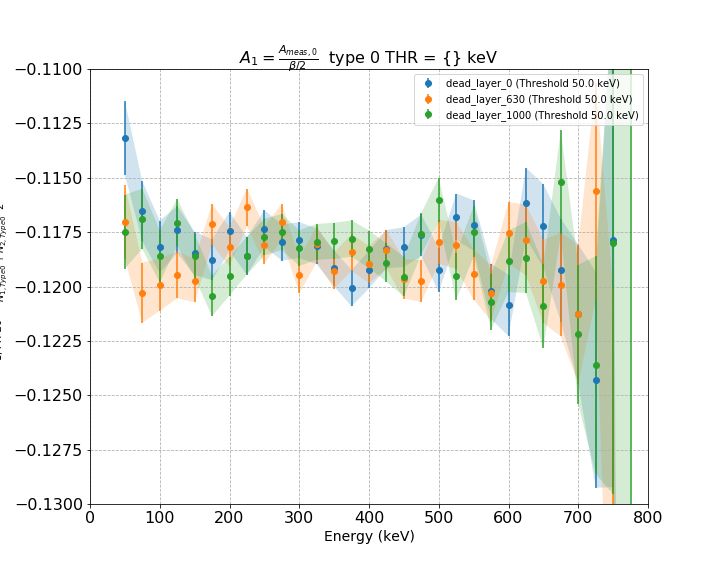 A_1 = \frac{A_{meas,0}}{\beta/2} type 0 THR = {} keV
−0.1100
−0.1125
−0.1150
−0.1175
−0.1200
−0.1225
−0.1250
−0.1275
−0.1300
dead_layer_0 (Threshold 50.0 keV)
dead_layer_630 (Threshold 50.0 keV)
dead_layer_1000 (Threshold 50.0 keV)
0 100 200 300 400 500 600 700 800
Energy (keV)